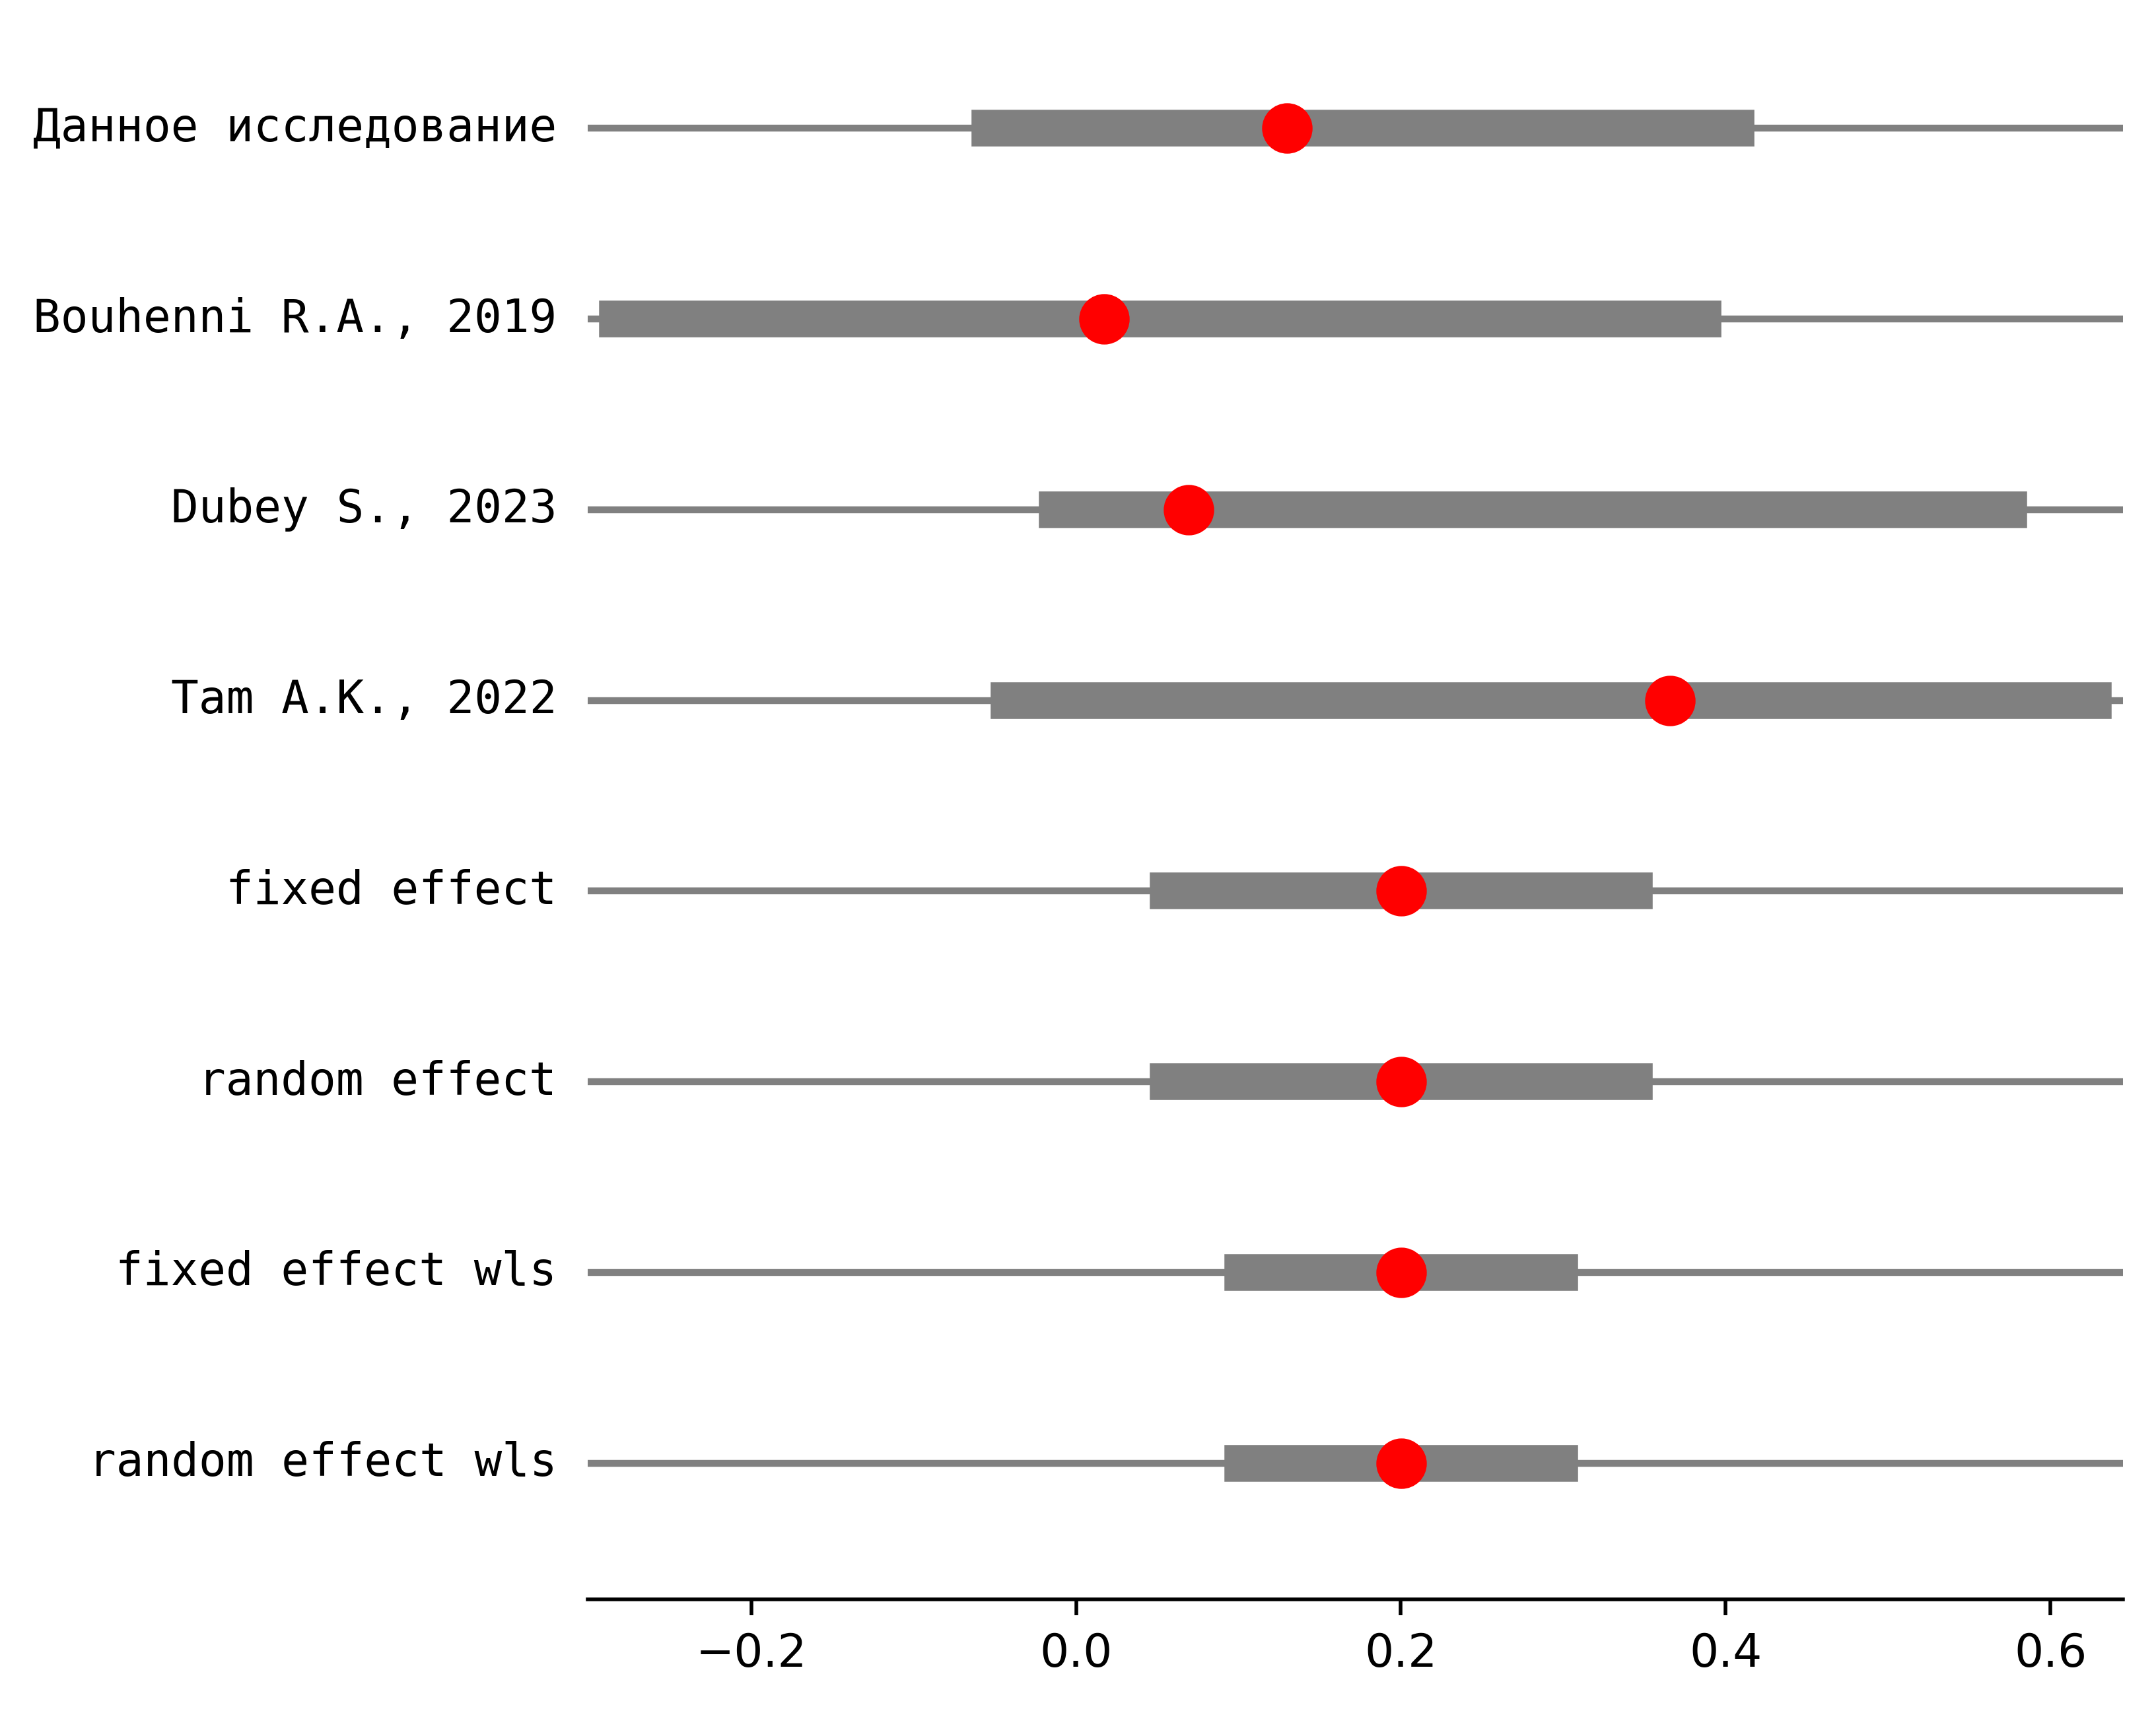 Данное исследование
Bouhenni R.A., 2019
Dubey S., 2023
Tam A.K., 2022
fixed effect
random effect
fixed effect wls
random effect wls
−0.2 0.0 0.2 0.4 0.6